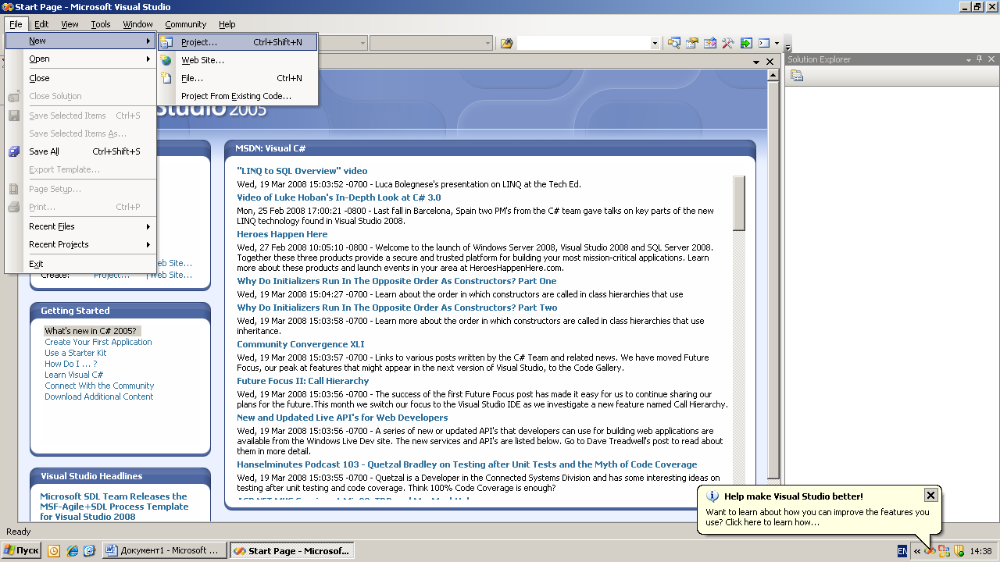 Start Page - Microsoft Visual Studio
File Edit View Tools Window Community Help
New
Open
Close
Close Solution
Save Selected Items Ctrl+S
Save Selected Items As...
Save All Ctrl+Shift+S
Export Template...
Page Setup...
Print... Ctrl+P
Recent Files
Recent Projects
Exit
Project... Ctrl+Shift+N
Web Site...
File... Ctrl+N
Project From Existing Code...
Studio 2005
Web Site...
Create: Project... | Web Site...
Getting Started
What's new in C# 2005?
Create Your First Application
Use a Starter Kit
How Do I ... ?
Learn Visual C#
Connect With the Community
Download Additional Content
Visual Studio Headlines
Microsoft SDL Team Releases the
MSF-Agile+SDL Process Template
for Visual Studio 2008
MSDN: Visual C#
"LINQ to SQL Overview" video
Wed, 19 Mar 2008 15:03:52 -0700 - Luca Bolegnese's presentation on LINQ at the Tech Ed.
Video of Luke Hoban's In-Depth Look at C# 3.0
Mon, 25 Feb 2008 17:00:21 -0800 - Last fall in Barcelona, Spain two PM's from the C# team gave talks on key parts of the new
LINQ technology found in Visual Studio 2008.
Heroes Happen Here
Wed, 27 Feb 2008 10:05:10 -0800 - Welcome to the launch of Windows Server 2008, Visual Studio 2008 and SQL Server 2008.
Together these three products provide a secure and trusted platform for building your most mission-critical applications. Learn
more about these products and launch events in your area at HeroesHappenHere.com.
Why Do Initializers Run In The Opposite Order As Constructors? Part One
Wed, 19 Mar 2008 15:04:27 -0700 - Learn about the order in which constructors are called in class hierarchies that use
Why Do Initializers Run In The Opposite Order As Constructors? Part Two
Wed, 19 Mar 2008 15:03:58 -0700 - Learn more about the order in which constructors are called in class hierarchies that use
inheritance.
Community Convergence XLI
Wed, 19 Mar 2008 15:03:57 -0700 - Links to various posts written by the C# Team and related news. We have moved Future
Focus, our peak at features that might appear in the next version of Visual Studio, to the Code Gallery.
Future Focus II: Call Hierarchy
Wed, 19 Mar 2008 15:03:56 -0700 - The success of the first Future Focus post has made it easy for us to continue sharing our
plans for the future.This month we switch our focus to the Visual Studio IDE as we investigate a new feature named Call Hierarchy.
New and Updated Live API's for Web Developers
Wed, 19 Mar 2008 15:03:56 -0700 - A series of new or updated API's that developers can use for building web applications are
available from the Windows Live Dev site. The new services and API's are listed below. Go to Dave Treadwell's post to read about
them in more detail.
Hanselminutes Podcast 103 - Quetzal Bradley on Testing after Unit Tests and the Myth of Code Coverage
Wed, 19 Mar 2008 15:03:55 -0700 - Quetzal is a Developer in the Connected Systems Division and has some interesting ideas on
testing after unit testing and code coverage. Think 100% Code Coverage is enough?
Solution Explorer
Help make Visual Studio better!
Want to learn about how you can improve the features you
use? Click here to learn how...
Ready
Пуск
Документ1 - Microsoft ...
Start Page - Microsof...
EN
14:38